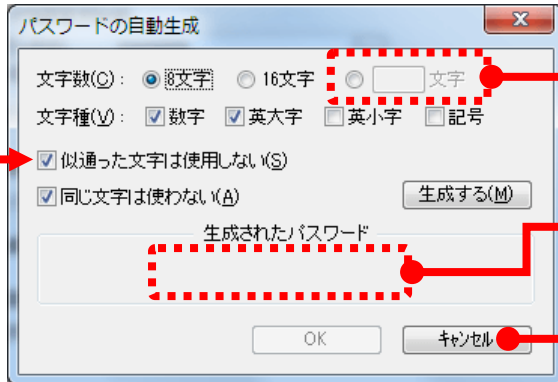 パスワードの自動生成
文字数(C): 8文字 16文字 文字
文字種(V): 数字 英大字 英小字 記号
似通った文字は使用しない(S)
同じ文字は使わない(A) 生成する(M)
生成されたパスワード
OK キャンセル